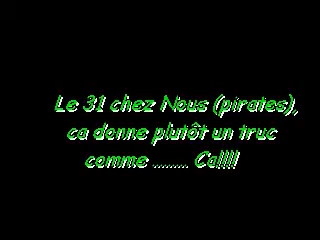 Le 31 chez Nous (pirates),
ca donne plutôt un truc
comme ......... Ca!!!!